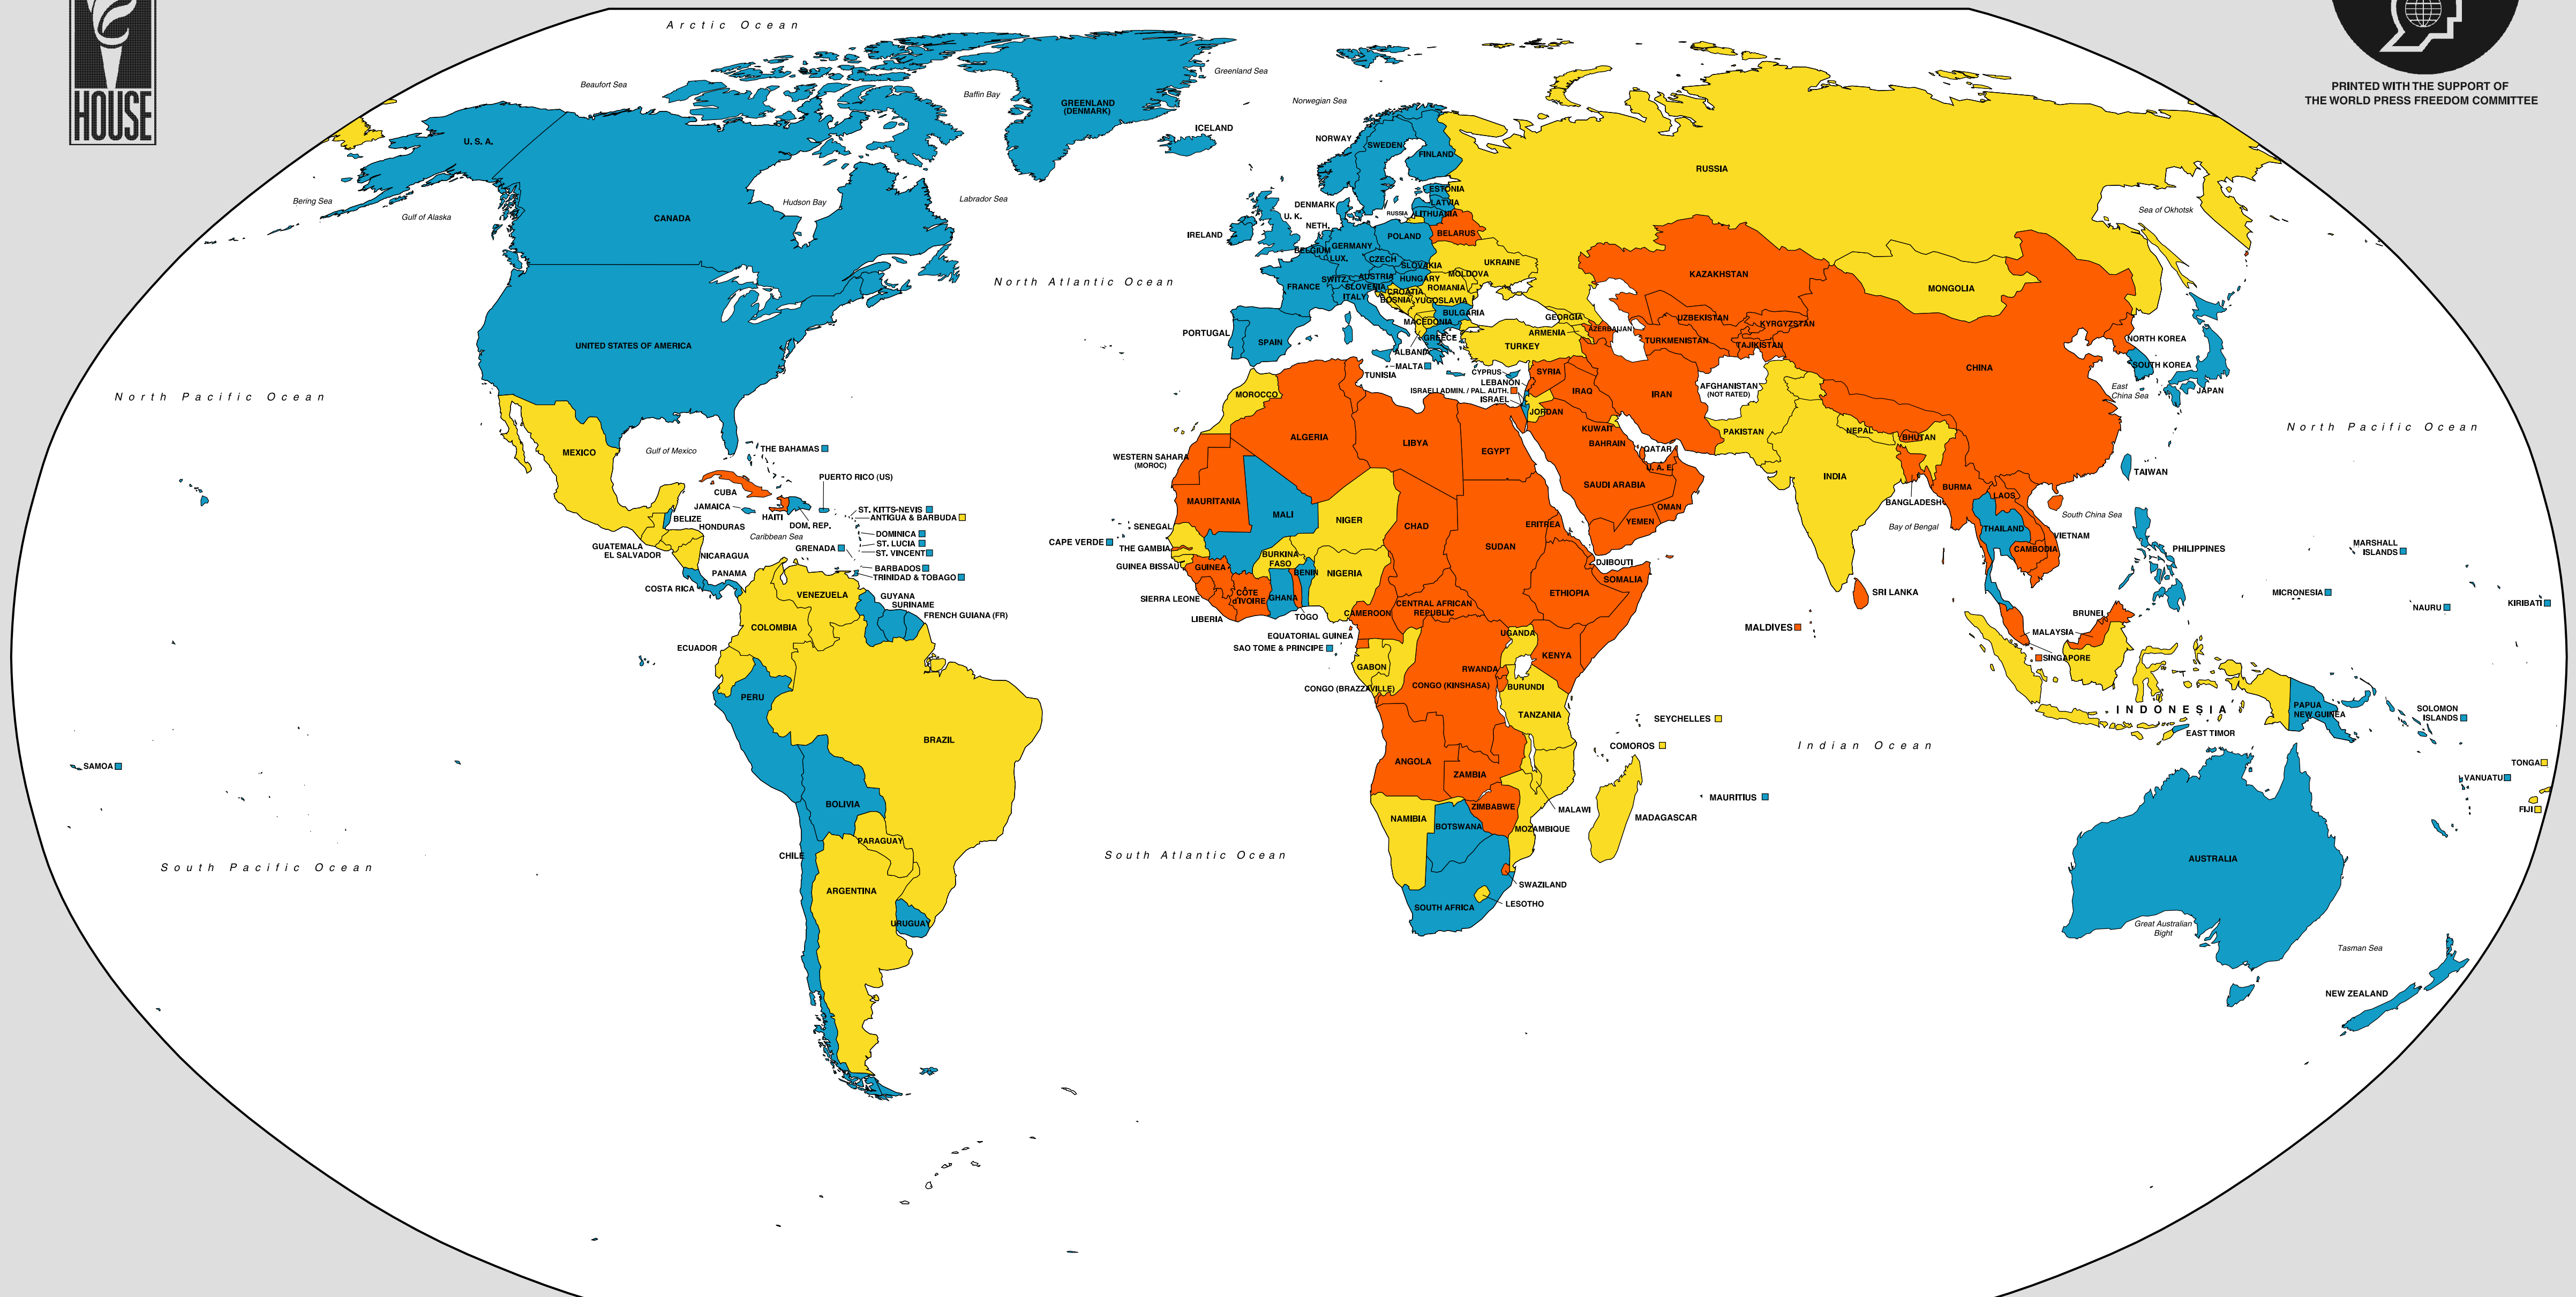 HOUSE
PRINTED WITH THE SUPPORT OF
THE WORLD PRESS FREEDOM COMMITTEE
Arctic Ocean
Beaufort Sea
Baffin Bay
Greenland Sea
Norwegian Sea
GREENLAND
(DENMARK)
ICELAND
U. S. A.
Bering Sea
Gulf of Alaska
CANADA
Hudson Bay
Labrador Sea
NORWAY
SWEDEN
FINLAND
RUSSIA
Sea of Okhotsk
ESTONIA
LATVIA
LITHUANIA
RUSSIA
DENMARK
U. K.
NETH.
IRELAND
BELGIUM
GERMANY
POLAND
BELARUS
LUX.
CZECH
SLOVAKIA
UKRAINE
SWITZ.
AUSTRIA
HUNGARY
MOLDOVA
FRANCE
SLOVENIA
CROATIA
ROMANIA
ITALY
BOSNIA
YUGOSLAVIA
BULGARIA
MACEDONIA
PORTUGAL
SPAIN
GREECE
ALBANIA
MALTA
TUNISIA
GEORGIA
ARMENIA
AZERBAIJAN
TURKEY
CYPRUS
LEBANON
ISRAELI ADMIN. / PAL. AUTH.
ISRAEL
SYRIA
IRAQ
IRAN
JORDAN
KUWAIT
BAHRAIN
QATAR
U. A. E.
SAUDI ARABIA
OMAN
YEMEN
KAZAKHSTAN
UZBEKISTAN
KYRGYZSTAN
TURKMENISTAN
TAJIKISTAN
AFGHANISTAN
(NOT RATED)
PAKISTAN
NEPAL
BHUTAN
INDIA
BANGLADESH
MONGOLIA
CHINA
NORTH KOREA
SOUTH KOREA
JAPAN
East
China Sea
TAIWAN
BURMA
LAOS
THAILAND
VIETNAM
CAMBODIA
South China Sea
Bay of Bengal
PHILIPPINES
SRI LANKA
MALDIVES
BRUNEI
MALAYSIA
SINGAPORE
INDONESIA
EAST TIMOR
PAPUA
NEW GUINEA
MARSHALL
ISLANDS
MICRONESIA
NAURU
KIRIBATI
SOLOMON
ISLANDS
TONGA
VANUATU
FIJI
AUSTRALIA
Great Australian
Bight
Tasman Sea
NEW ZEALAND
North Pacific Ocean
North Atlantic Ocean
North Pacific Ocean
UNITED STATES OF AMERICA
MEXICO
Gulf of Mexico
THE BAHAMAS
CUBA
PUERTO RICO (US)
JAMAICA
HAITI
DOM. REP.
BELIZE
HONDURAS
Caribbean Sea
GUATEMALA
EL SALVADOR
NICARAGUA
PANAMA
COSTA RICA
ST. KITTS-NEVIS
ANTIGUA & BARBUDA
DOMINICA
ST. LUCIA
ST. VINCENT
GRENADA
BARBADOS
TRINIDAD & TOBAGO
VENEZUELA
GUYANA
SURINAME
FRENCH GUIANA (FR)
COLOMBIA
ECUADOR
PERU
BRAZIL
BOLIVIA
PARAGUAY
CHILE
ARGENTINA
URUGUAY
SAMOA
South Pacific Ocean
South Atlantic Ocean
Indian Ocean
MOROCCO
ALGERIA
LIBYA
EGYPT
WESTERN SAHARA
(MOROC)
MAURITANIA
MALI
NIGER
CHAD
SUDAN
ERITREA
CAPE VERDE
SENEGAL
THE GAMBIA
GUINEA BISSAU
GUINEA
SIERRA LEONE
LIBERIA
CÔTE
d'IVOIRE
BURKINA
FASO
GHANA
BENIN
TOGO
NIGERIA
CAMEROON
CENTRAL AFRICAN
REPUBLIC
DJIBOUTI
SOMALIA
ETHIOPIA
EQUATORIAL GUINEA
SAO TOME & PRINCIPE
GABON
CONGO (BRAZZAVILLE)
CONGO (KINSHASA)
UGANDA
KENYA
RWANDA
BURUNDI
TANZANIA
SEYCHELLES
COMOROS
ANGOLA
ZAMBIA
MALAWI
MADAGASCAR
MAURITIUS
NAMIBIA
BOTSWANA
ZIMBABWE
MOZAMBIQUE
SWAZILAND
SOUTH AFRICA
LESOTHO